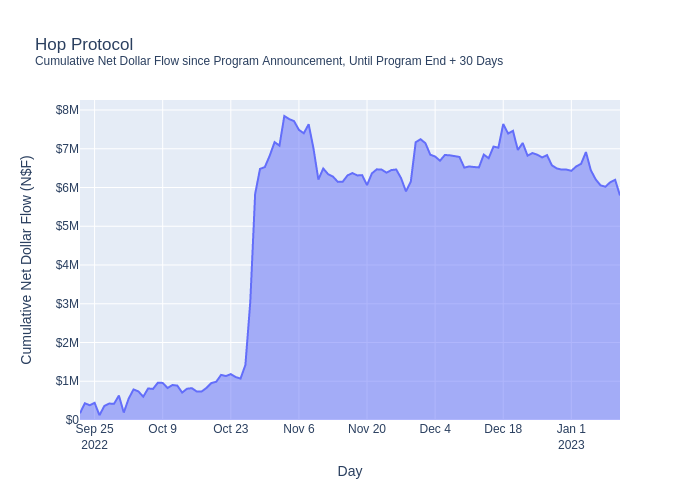 Hop Protocol
Cumulative Net Dollar Flow since Program Announcement, Until Program End + 30 Days
Cumulative Net Dollar Flow (N$F)
$8M
$7M
$6M
$5M
$4M
$3M
$2M
$1M
$0
Sep 25 Oct 9 Oct 23 Nov 6 Nov 20 Dec 4 Dec 18 Jan 1
2022 2023
Day